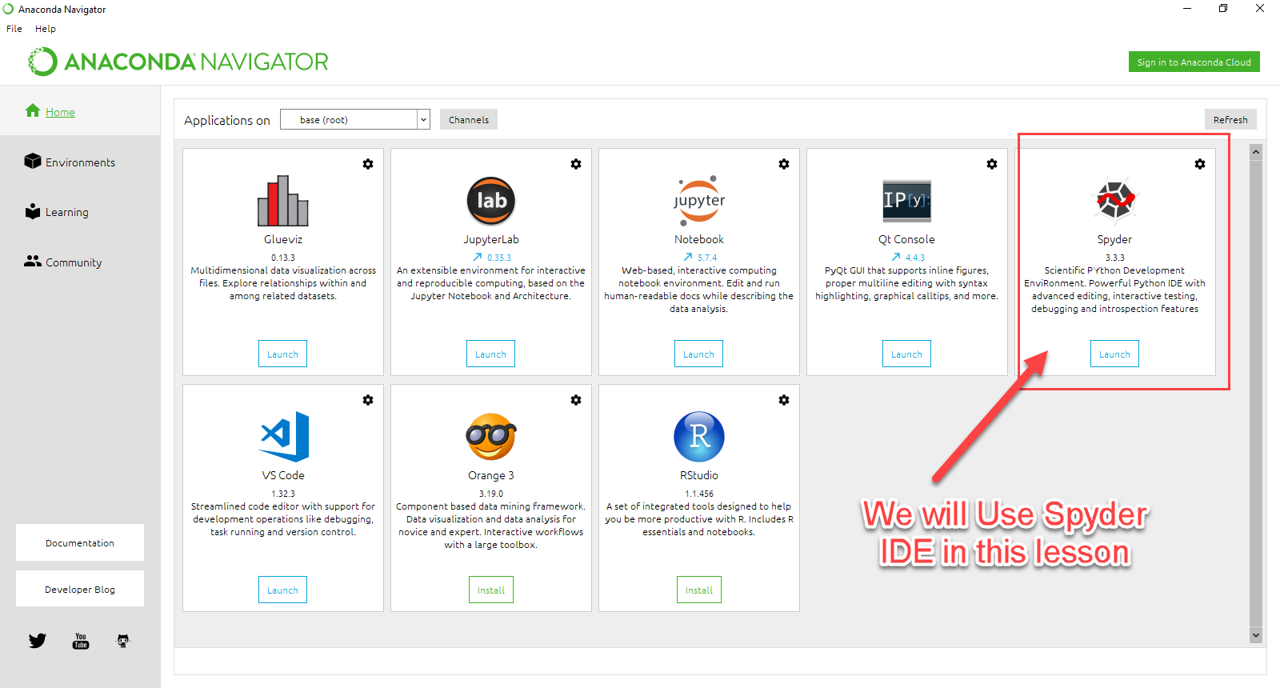 Anaconda Navigator
File Help
ANACONDA NAVIGATOR
Sign in to Anaconda Cloud
Home
Environments
Learning
Community
Documentation
Developer Blog
You
Tube
Applications on
base (root)
Channels
Refresh
Glueviz
0.13.3
Multidimensional data visualization across
files. Explore relationships within and
among related datasets.
Launch
lab
JupyterLab
0.35.3
An extensible environment for interactive
and reproducible computing, based on the
Jupyter Notebook and Architecture.
Launch
jupyter
Notebook
5.7.4
Web-based, interactive computing
notebook environment. Edit and run
human-readable docs while describing the
data analysis.
Launch
IP[y]:
Qt Console
4.4.3
PyQt GUI that supports inline figures,
proper multiline editing with syntax
highlighting, graphical calltips, and more.
Launch
Spyder
3.3.3
Scientific PYthon Development
EnviRonment. Powerful Python IDE with
advanced editing, interactive testing,
debugging and introspection features
Launch
VS Code
1.32.3
Streamlined code editor with support for
development operations like debugging,
task running and version control.
Launch
Orange 3
3.19.0
Component based data mining framework.
Data visualization and data analysis for
novice and expert. Interactive workflows
with a large toolbox.
Install
R
RStudio
1.1.456
A set of integrated tools designed to help
you be more productive with R. Includes R
essentials and notebooks.
Install
We will Use Spyder
IDE in this lesson